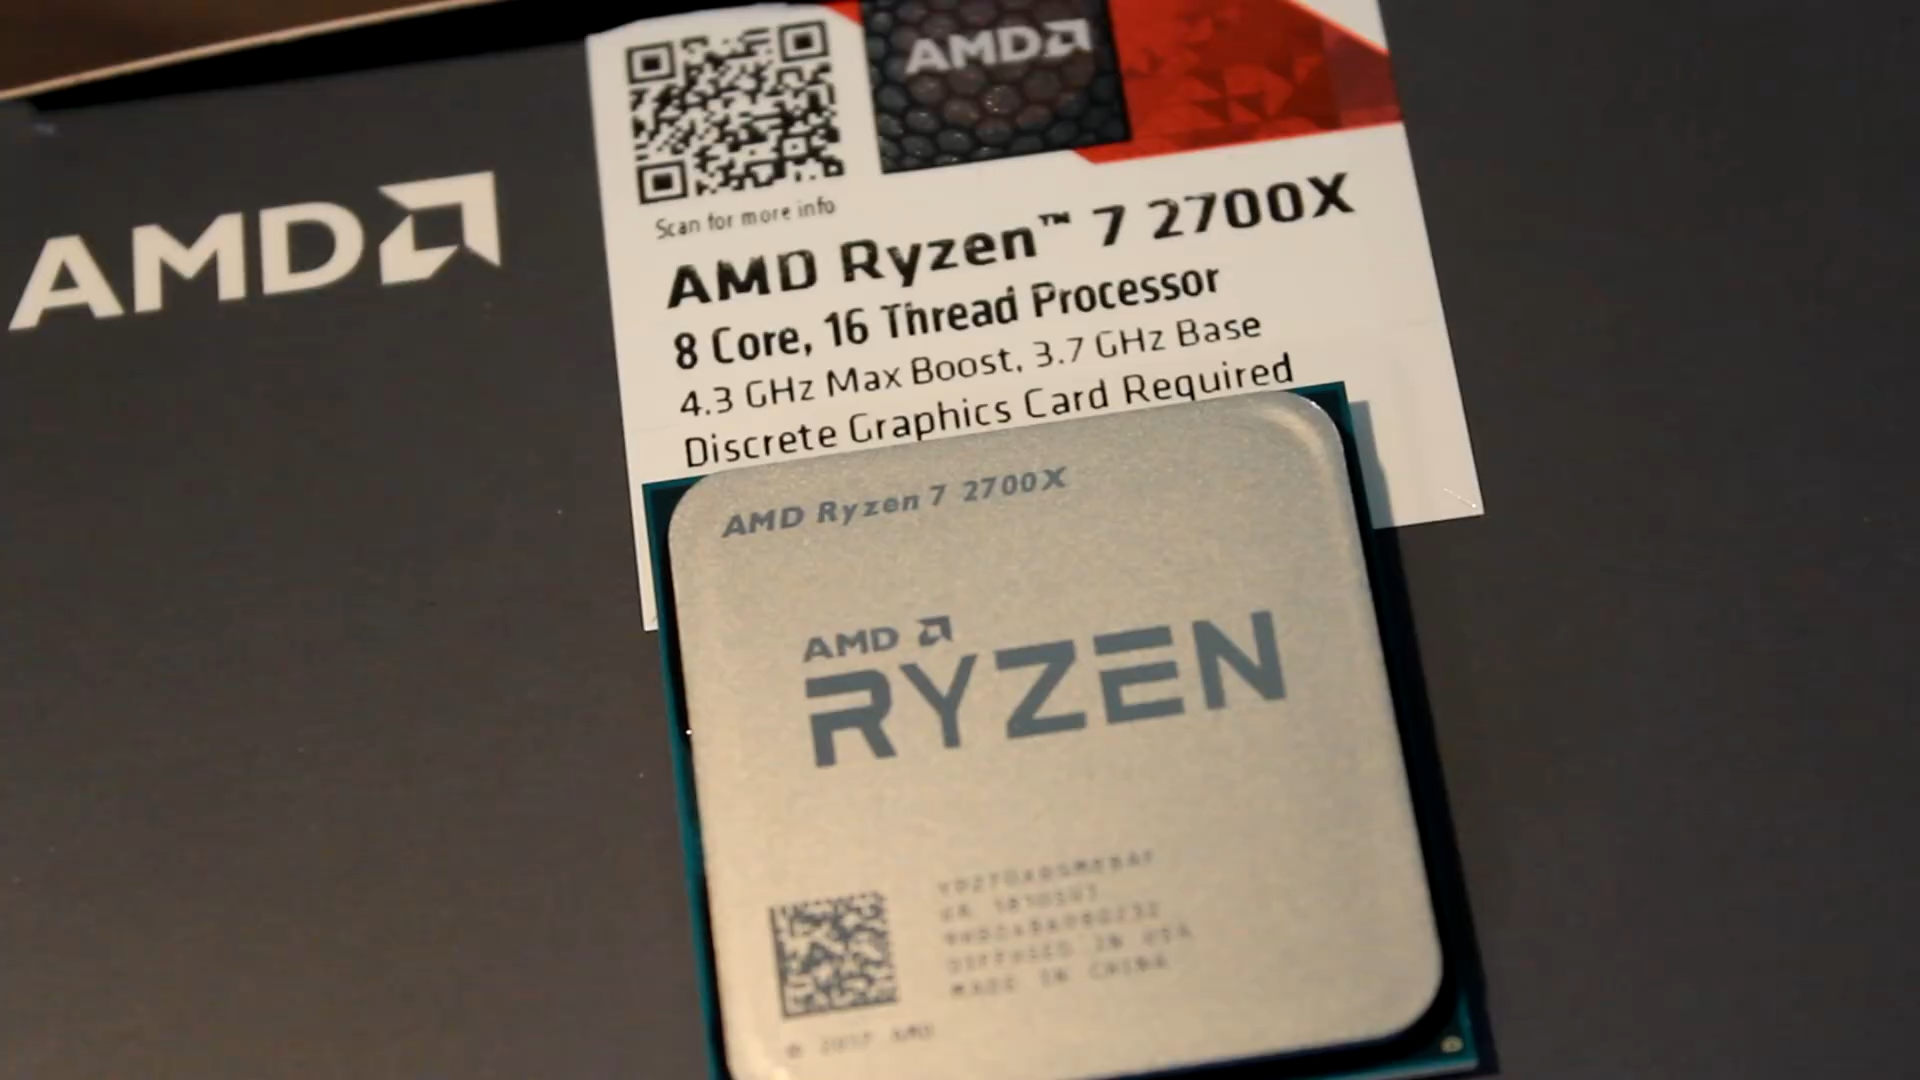 AMD
AMD
Scan for more info
AMD Ryzen™ 7 2700X
8 Core, 16 Thread Processor
4.3 GHz Max Boost, 3.7 GHz Base
Discrete Graphics Card Required
AMD Ryzen 7 2700X
AMD
RYZEN
DIFFUSED IN USA
MADE IN CHINA
© 2017 AMD